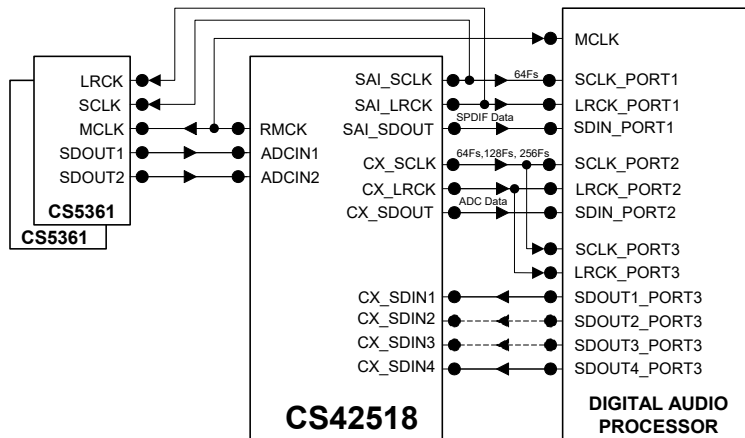 MCLK
LRCK
SAI_SCLK
64Fs
SCLK_PORT1
SCLK
SAI_LRCK
LRCK_PORT1
SPDIF Data
MCLK
RMCK
SAI_SDOUT
SDIN_PORT1
SDOUT1
ADCIN1
64Fs,128Fs, 256Fs
CX_SCLK
SCLK_PORT2
SDOUT2
ADCIN2
CX_LRCK
LRCK_PORT2
ADC Data
CX_SDOUT
SDIN_PORT2
CS5361
CS5361
SCLK_PORT3
LRCK_PORT3
CX_SDIN1
SDOUT1_PORT3
CX_SDIN2
SDOUT2_PORT3
CX_SDIN3
SDOUT3_PORT3
CX_SDIN4
SDOUT4_PORT3
CS42518
DIGITAL AUDIO
PROCESSOR